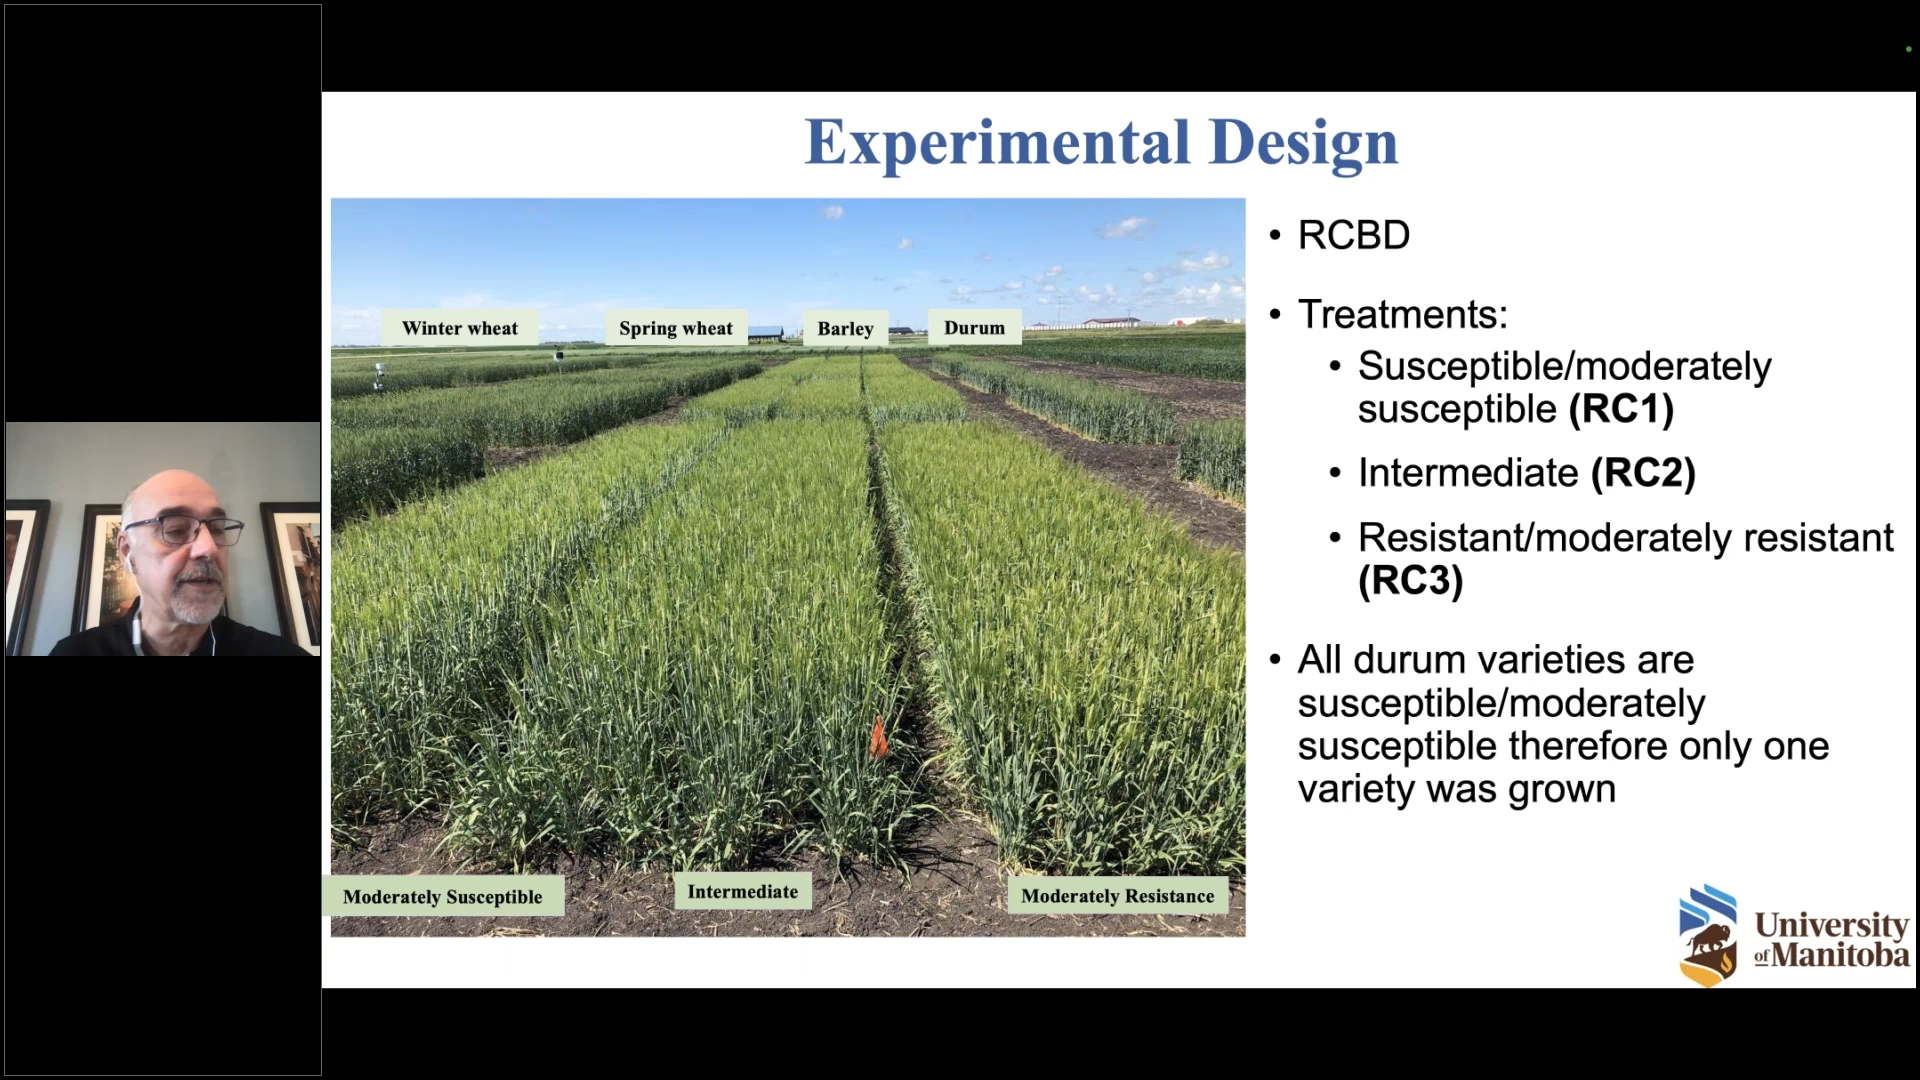 Experimental Design
Winter wheat
Spring wheat
Barley
Durum
Moderately Susceptible
Intermediate
Moderately Resistance
• RCBD
• Treatments:
• Susceptible/moderately
susceptible (RC1)
• Intermediate (RC2)
• Resistant/moderately resistant
(RC3)
• All durum varieties are
susceptible/moderately
susceptible therefore only one
variety was grown
University
of Manitoba